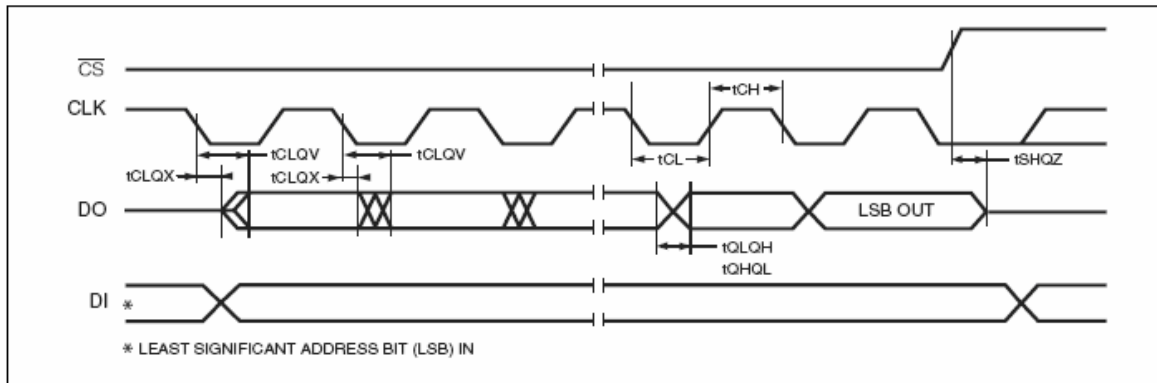 CS
CLK
tCH
tCLQV
tCLQV
tCL
tSHQZ
tCLQX
tCLQX
DO
LSB OUT
tQLQH
tQHQL
DI *
* LEAST SIGNIFICANT ADDRESS BIT (LSB) IN